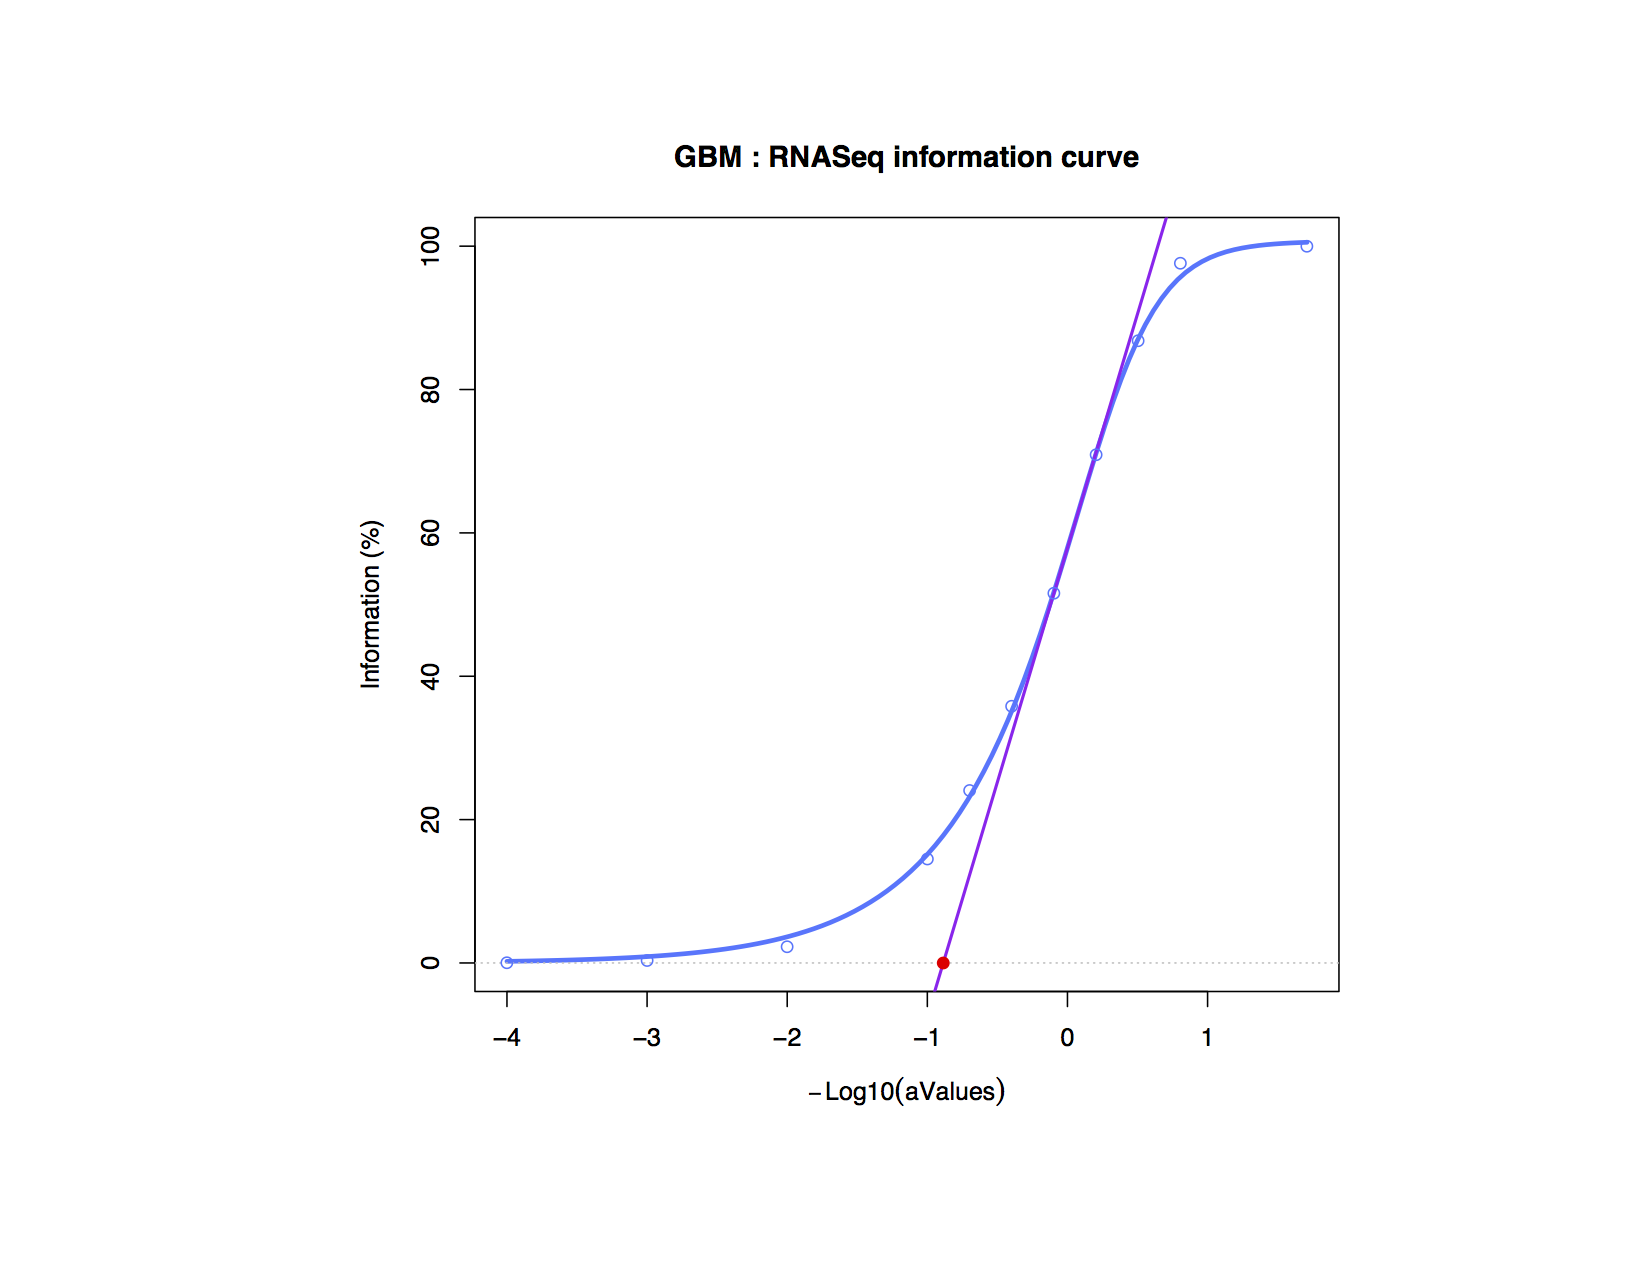 GBM : RNASeq information curve
Information (%)
100
80
60
40
20
0
−4 −3 −2 −1 0 1
−Log10(aValues)